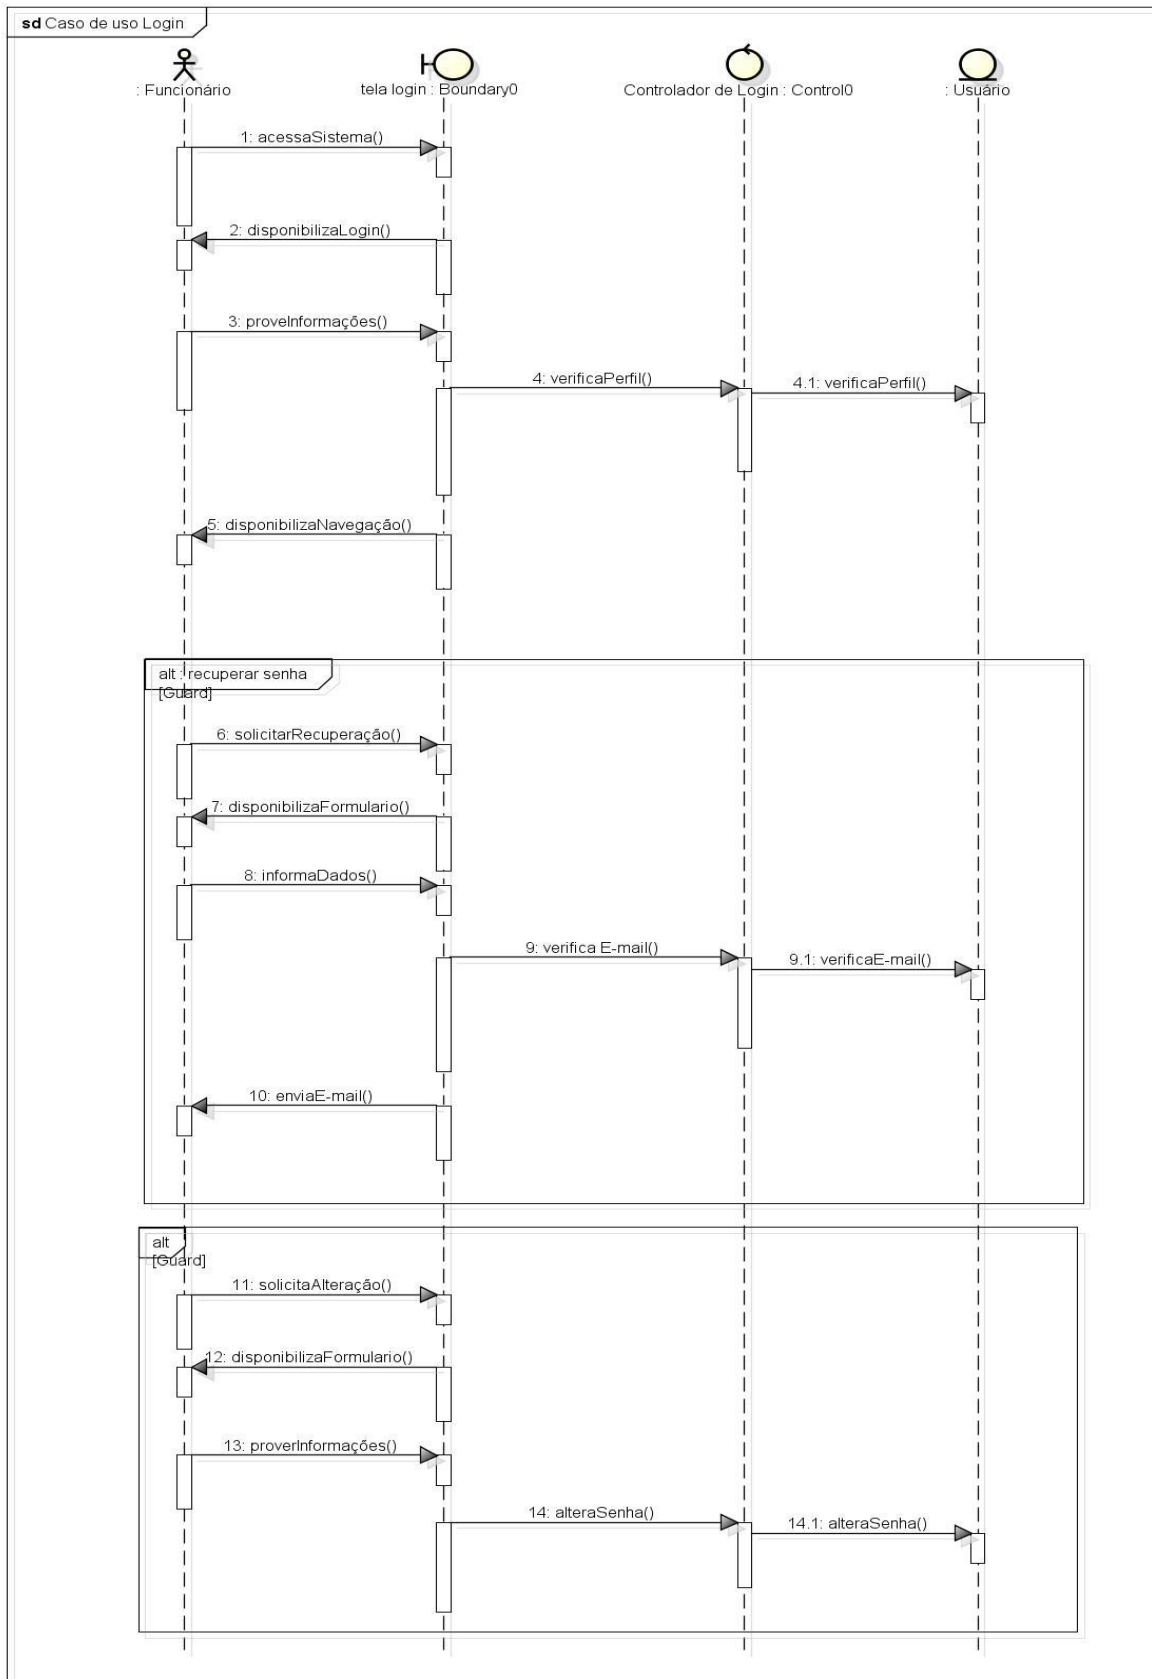 sd Caso de uso Login
: Funcionário
tela login : Boundary0
Controlador de Login : Control0
: Usuário
1: acessaSistema()
2: disponibilizaLogin()
3: proveInformações()
4: verificaPerfil()
4.1: verificaPerfil()
5: disponibilizaNavegação()
alt : recuperar senha
[Guard]
6: solicitarRecuperação()
7: disponibilizaFormulario()
8: informaDados()
9: verifica E-mail()
9.1: verificaE-mail()
10: enviaE-mail()
alt
[Guard]
11: solicitaAlteração()
12: disponibilizaFormulario()
13: proverInformações()
14: alteraSenha()
14.1: alteraSenha()